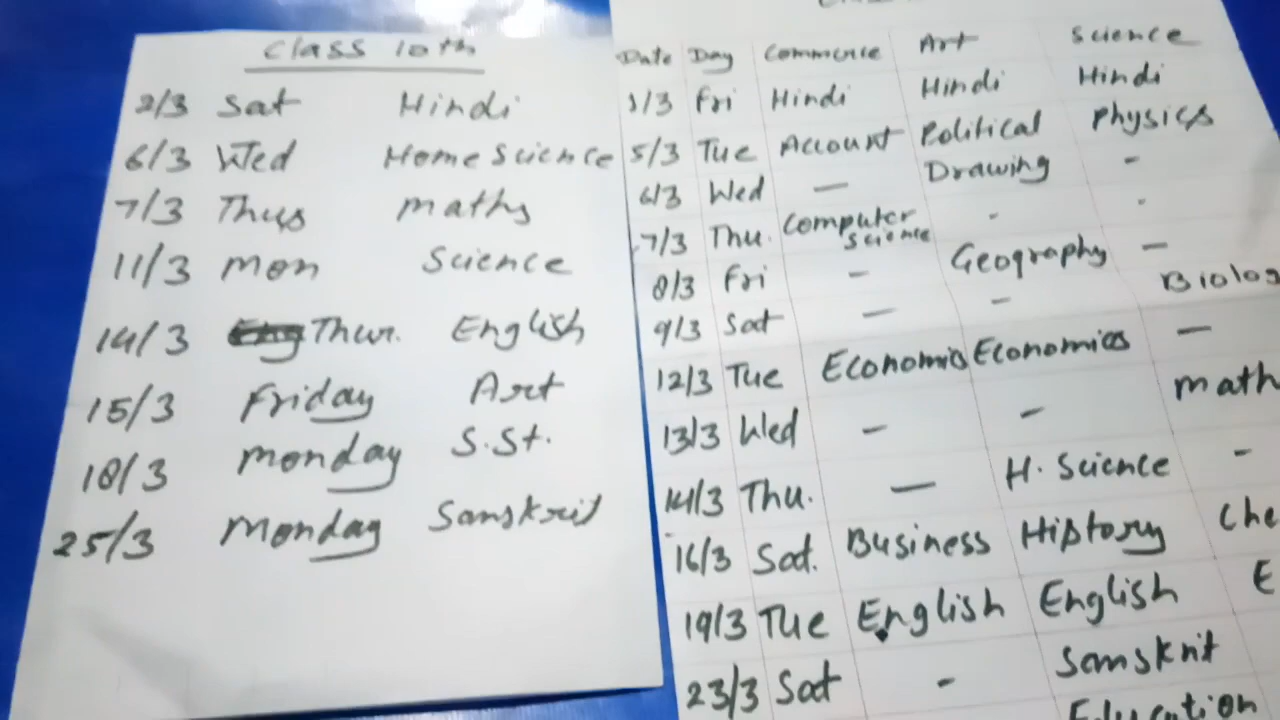 Class 10th
2/3 Sat Hindi
6/3 Wed Home Science
7/3 Thus maths
11/3 mon Science
14/3 Thur. English
15/3 Friday Art
18/3 monday S.St.
25/3 Monday Sanskrit
Date Day Commerce Art Science
1/3 Fri Hindi Hindi Hindi
5/3 Tue Account Political Physics
6/3 Wed — Drawing -
7/3 Thu. Computer Science - -
8/3 Fri - Geography —
9/3 Sat — - Biolog
12/3 Tue Economics Economics —
13/3 Wed - - math
14/3 Thu. — H. Science -
16/3 Sat. Business History Che
19/3 Tue English English E
23/3 Sat - Sanskrit
Education